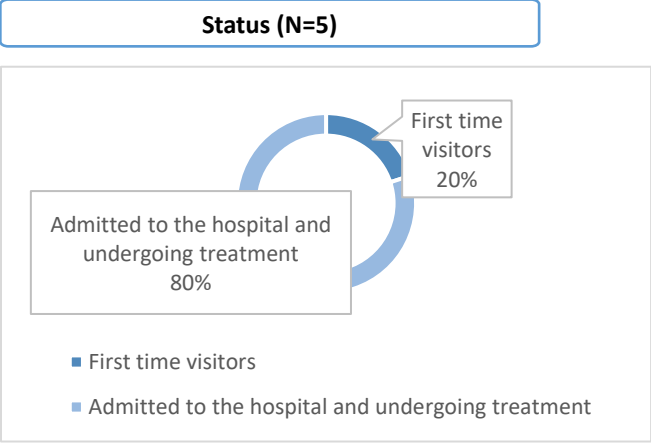 Status (N=5)
First time
visitors
20%
Admitted to the hospital and
undergoing treatment
80%
First time visitors
Admitted to the hospital and undergoing treatment